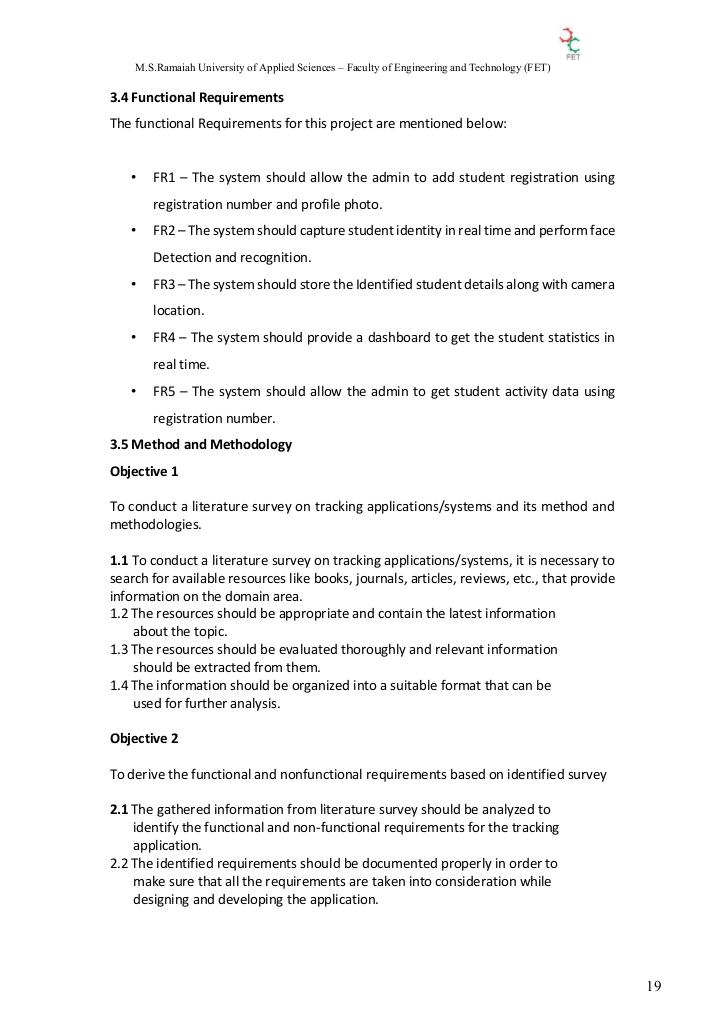 FET
M.S.Ramaiah University of Applied Sciences – Faculty of Engineering and Technology (FET)
3.4 Functional Requirements
The functional Requirements for this project are mentioned below:
• FR1 – The system should allow the admin to add student registration using
registration number and profile photo.
• FR2 – The system should capture student identity in real time and perform face
Detection and recognition.
• FR3 – The system should store the Identified student details along with camera
location.
• FR4 – The system should provide a dashboard to get the student statistics in
real time.
• FR5 – The system should allow the admin to get student activity data using
registration number.
3.5 Method and Methodology
Objective 1
To conduct a literature survey on tracking applications/systems and its method and
methodologies.
1.1 To conduct a literature survey on tracking applications/systems, it is necessary to
search for available resources like books, journals, articles, reviews, etc., that provide
information on the domain area.
1.2 The resources should be appropriate and contain the latest information
about the topic.
1.3 The resources should be evaluated thoroughly and relevant information
should be extracted from them.
1.4 The information should be organized into a suitable format that can be
used for further analysis.
Objective 2
To derive the functional and nonfunctional requirements based on identified survey
2.1 The gathered information from literature survey should be analyzed to
identify the functional and non-functional requirements for the tracking
application.
2.2 The identified requirements should be documented properly in order to
make sure that all the requirements are taken into consideration while
designing and developing the application.
19